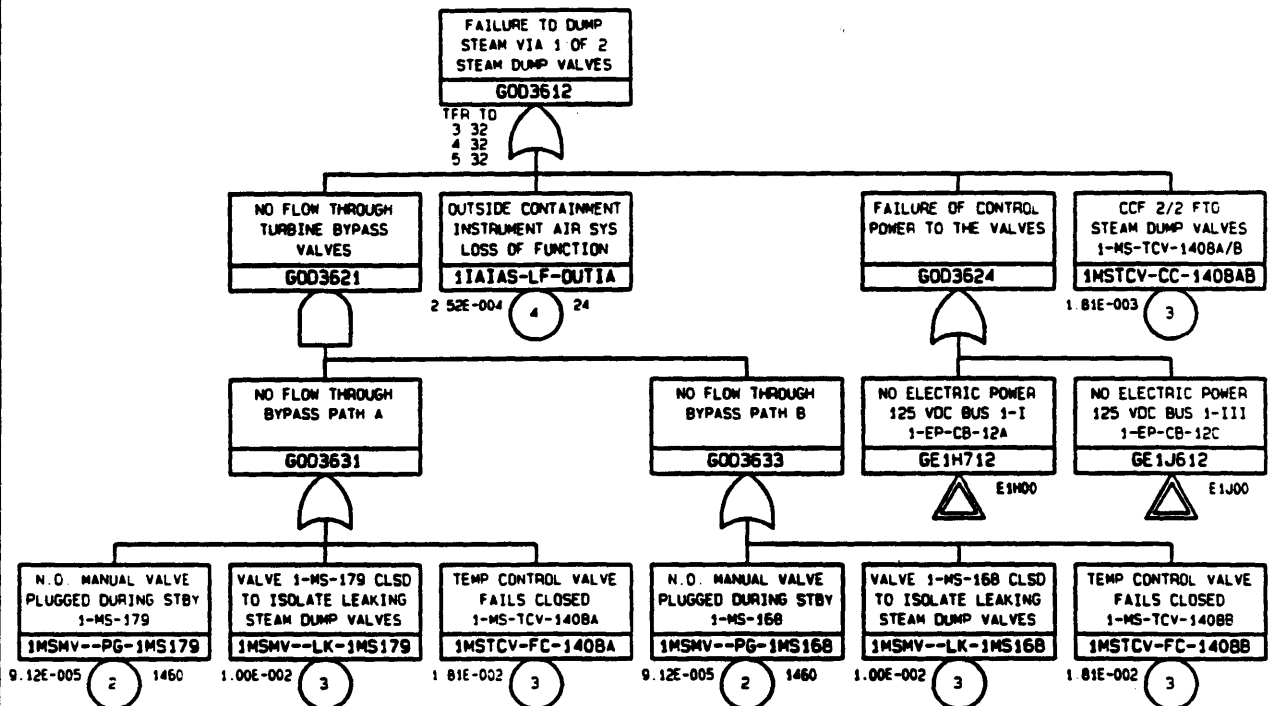 FAILURE TO DUMP
STEAM VIA 1 OF 2
STEAM DUMP VALVES
GOD3612
TFR TO
3 32
4 32
5 32
NO FLOW THROUGH
TURBINE BYPASS
VALVES
GOD3621
OUTSIDE CONTAINMENT
INSTRUMENT AIR SYS
LOSS OF FUNCTION
1IAIAS-LF-OUTIA
2 52E-004
4
24
FAILURE OF CONTROL
POWER TO THE VALVES
GOD3624
CCF 2/2 FTO
STEAM DUMP VALVES
1-MS-TCV-1408A/B
1MSTCV-CC-1408AB
1.81E-003
3
NO FLOW THROUGH
BYPASS PATH A
GOD3631
NO FLOW THROUGH
BYPASS PATH B
GOD3633
NO ELECTRIC POWER
125 VDC BUS 1-I
1-EP-CB-12A
GE1H712
E1H00
NO ELECTRIC POWER
125 VDC BUS 1-III
1-EP-CB-12C
GE1J612
E1J00
N.O. MANUAL VALVE
PLUGGED DURING STBY
1-MS-179
1MSMV--PG-1MS179
9.12E-005
2
1460
VALVE 1-MS-179 CLSD
TO ISOLATE LEAKING
STEAM DUMP VALVES
1MSMV--LK-1MS179
1.00E-002
3
TEMP CONTROL VALVE
FAILS CLOSED
1-MS-TCV-1408A
1MSTCV-FC-1408A
1 81E-002
3
N.O. MANUAL VALVE
PLUGGED DURING STBY
1-MS-168
1MSMV--PG-1MS168
9.12E-005
2
1460
VALVE 1-MS-168 CLSD
TO ISOLATE LEAKING
STEAM DUMP VALVES
1MSMV--LK-1MS168
1.00E-002
3
TEMP CONTROL VALVE
FAILS CLOSED
1-MS-TCV-1408B
1MSTCV-FC-1408B
1.81E-002
3